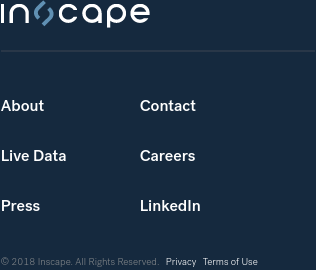 inscape
About Contact
Live Data Careers
Press LinkedIn
© 2018 Inscape. All Rights Reserved. Privacy Terms of Use